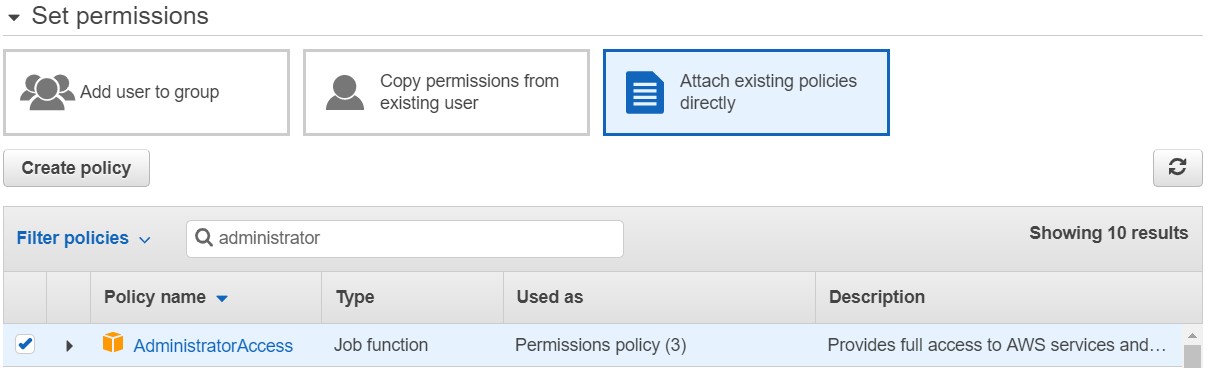 Set permissions
Add user to group
Copy permissions from
existing user
Attach existing policies
directly
Create policy
Filter policies
administrator
Showing 10 results
Policy name Type Used as Description
AdministratorAccess Job function Permissions policy (3) Provides full access to AWS services and…